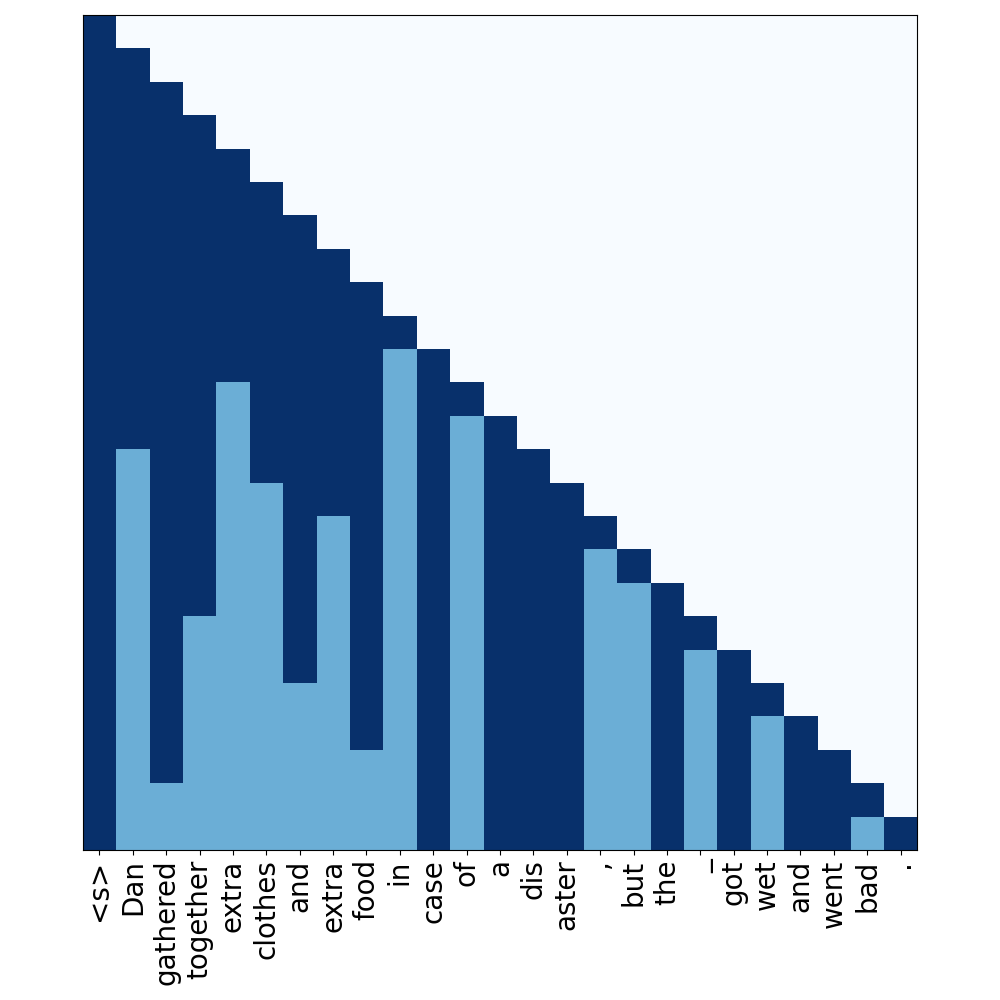 <s> Dan gathered together extra clothes and extra food in case of a dis aster , but the _ got wet and went bad .